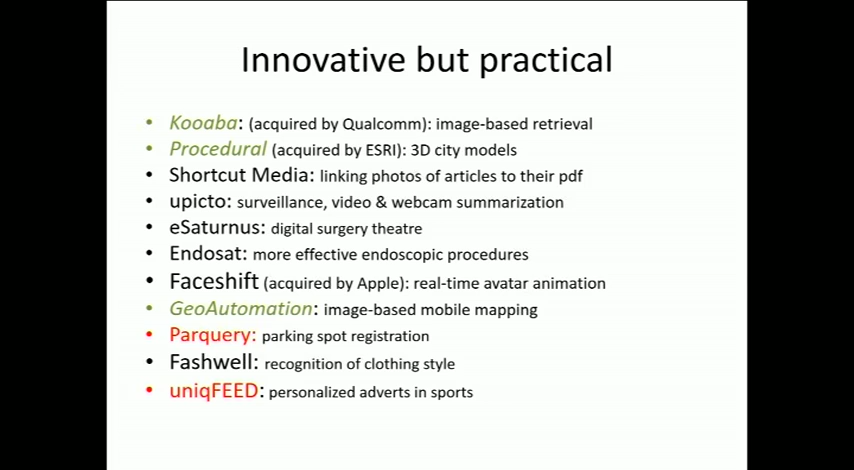 Innovative but practical
• Kooaba: (acquired by Qualcomm): image-based retrieval
• Procedural (acquired by ESRI): 3D city models
• Shortcut Media: linking photos of articles to their pdf
• upicto: surveillance, video & webcam summarization
• eSaturnus: digital surgery theatre
• Endosat: more effective endoscopic procedures
• Faceshift (acquired by Apple): real-time avatar animation
• GeoAutomation: image-based mobile mapping
• Parquery: parking spot registration
• Fashwell: recognition of clothing style
• uniqFEED: personalized adverts in sports